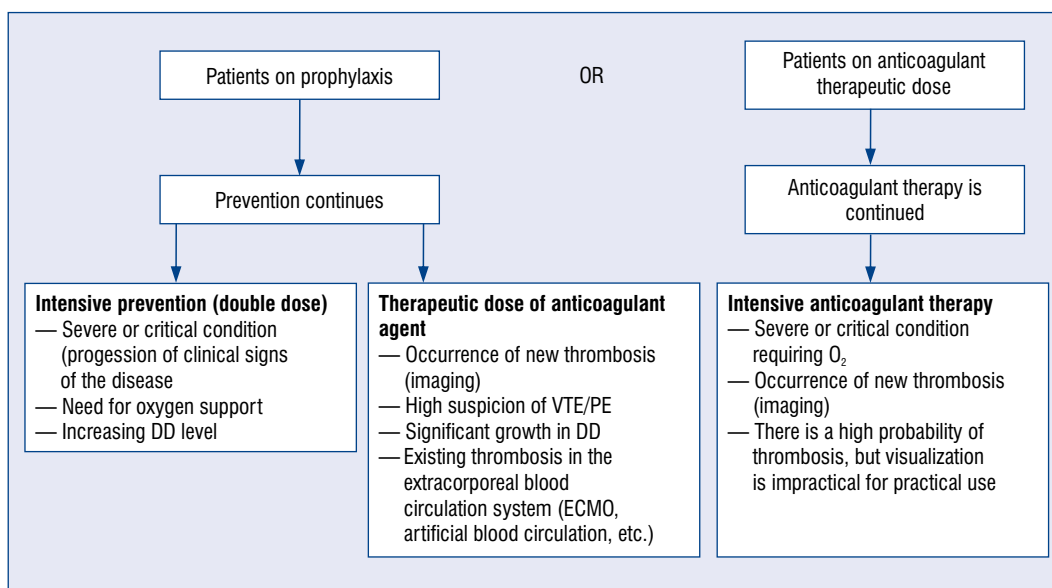 Patients on prophylaxis
OR
Patients on anticoagulant
therapeutic dose
Prevention continues
Anticoagulant therapy is
continued
Intensive prevention (double dose)
— Severe or critical condition
(progession of clinical signs
of the disease
— Need for oxygen support
— Increasing DD level
Therapeutic dose of anticoagulant
agent
— Occurrence of new thrombosis
(imaging)
— High suspicion of VTE/PE
— Significant growth in DD
— Existing thrombosis in the
extracorporeal blood
circulation system (ECMO,
artificial blood circulation, etc.)
Intensive anticoagulant therapy
— Severe or critical condition
requiring O₂
— Occurrence of new thrombosis
(imaging)
— There is a high probability of
thrombosis, but visualization
is impractical for practical use